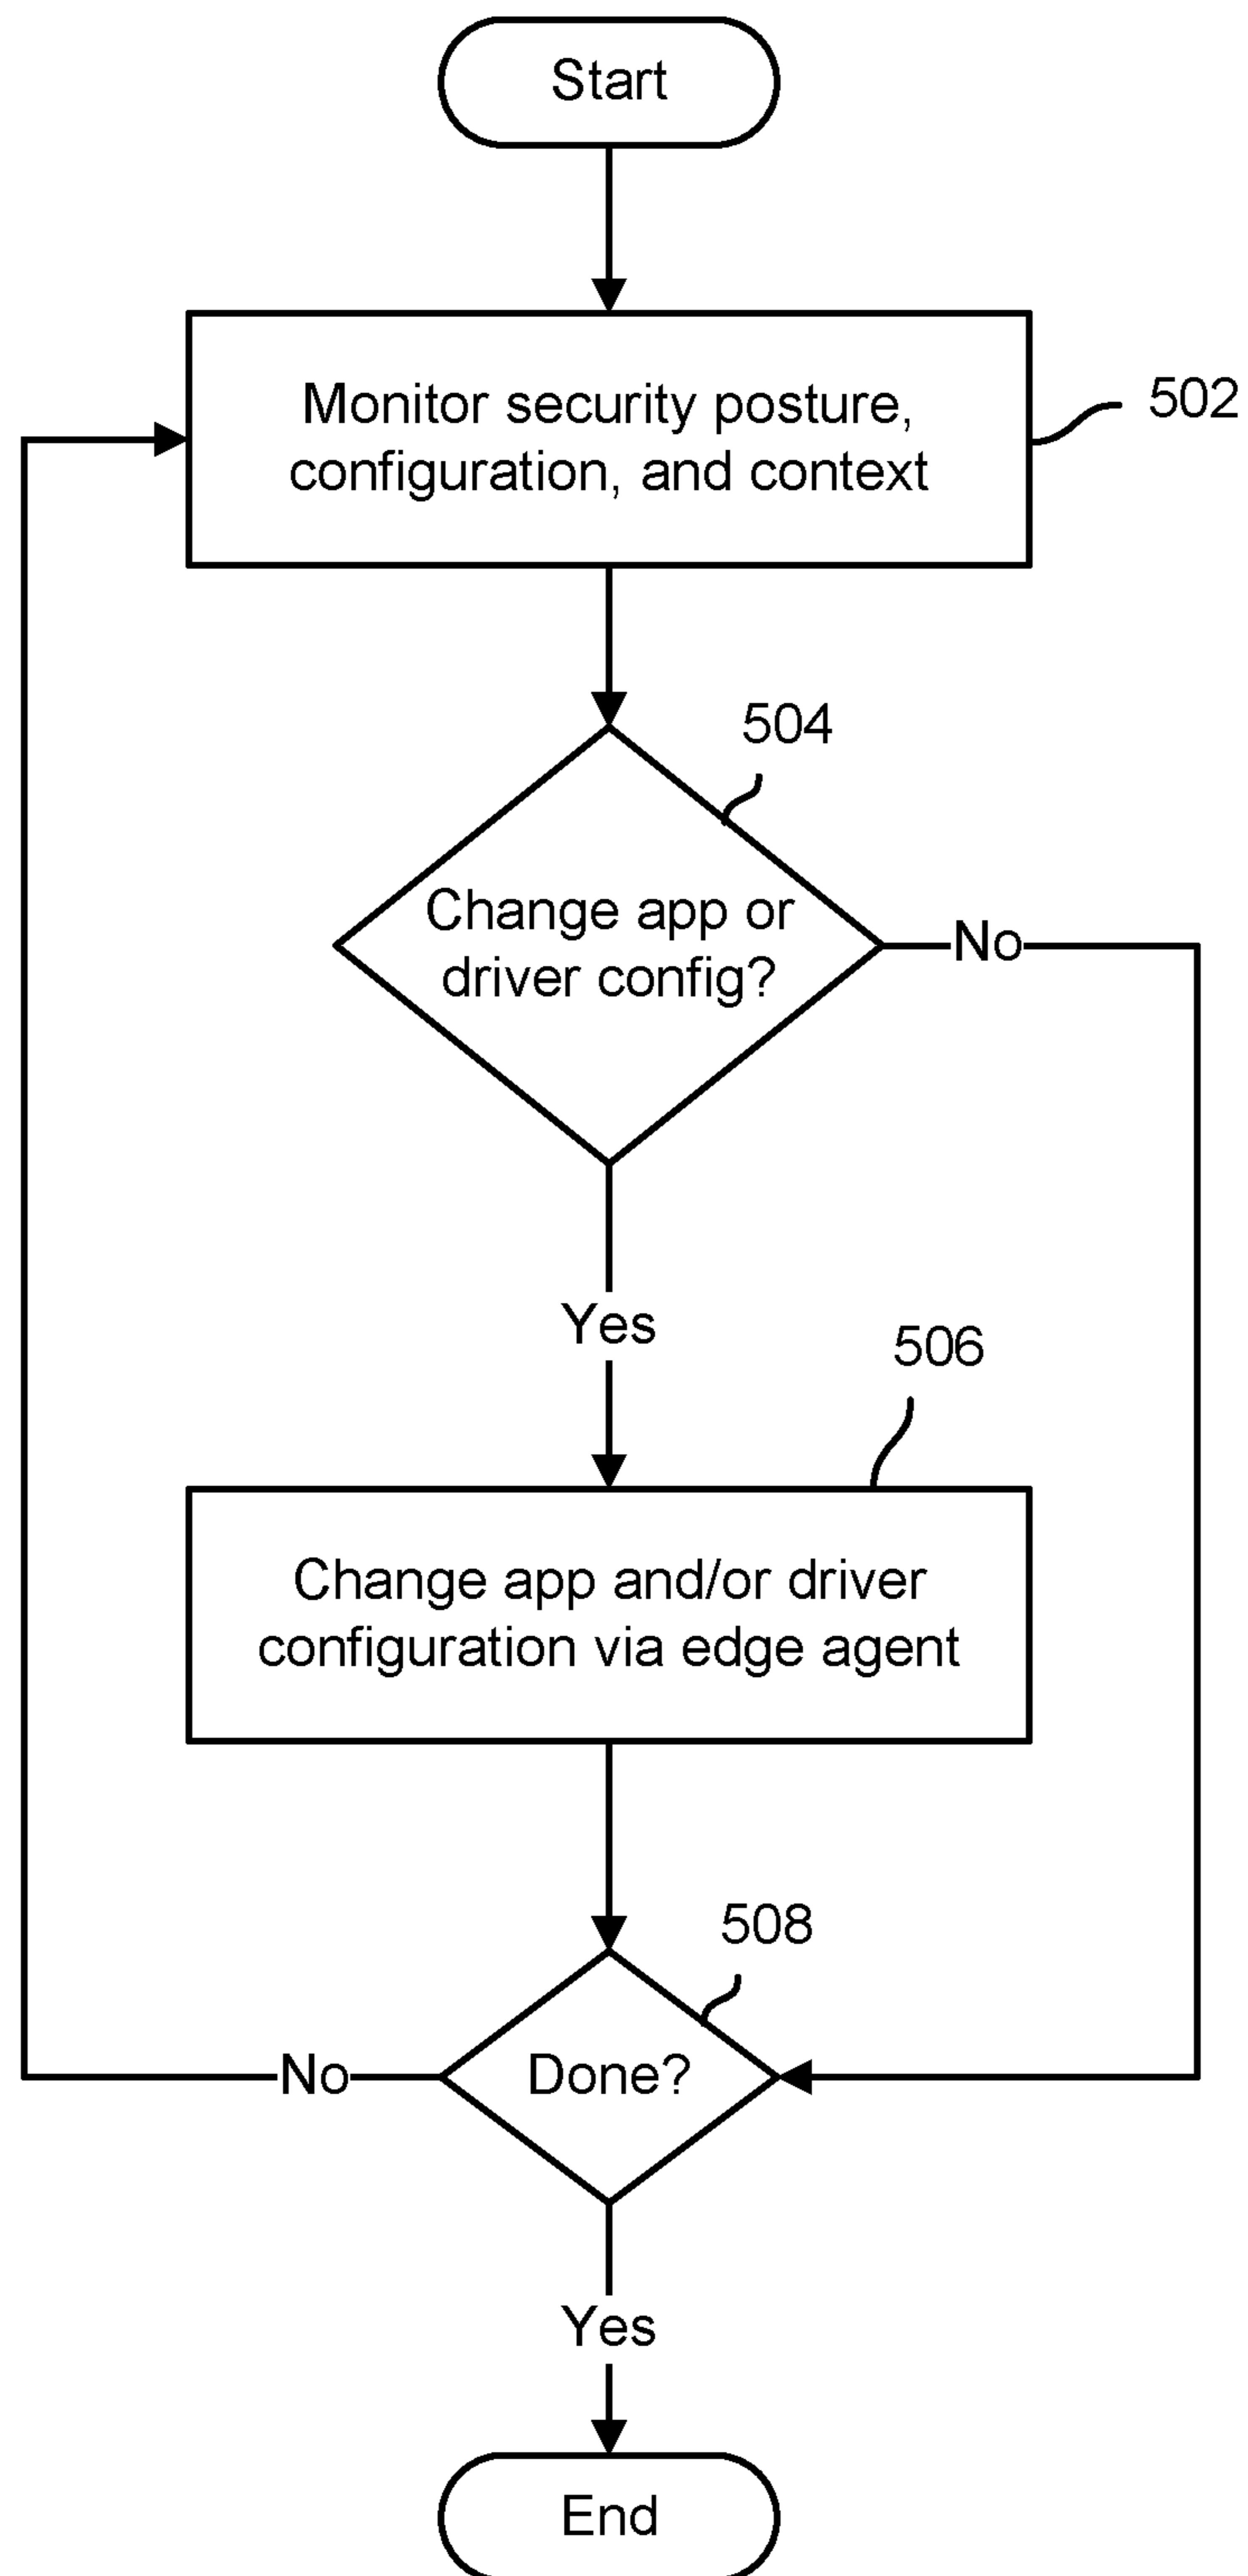 Start
Monitor security posture,
configuration, and context
502
504
Change app or
driver config?
No
Yes
506
Change app and/or driver
configuration via edge agent
508
No
Done?
Yes
End